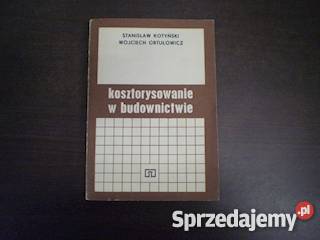 STANISŁAW KOTYŃSKI
WOJCIECH ORTULOWICZ
kosztorysowanie
w budownictwie
Sprzedajemy
.pl